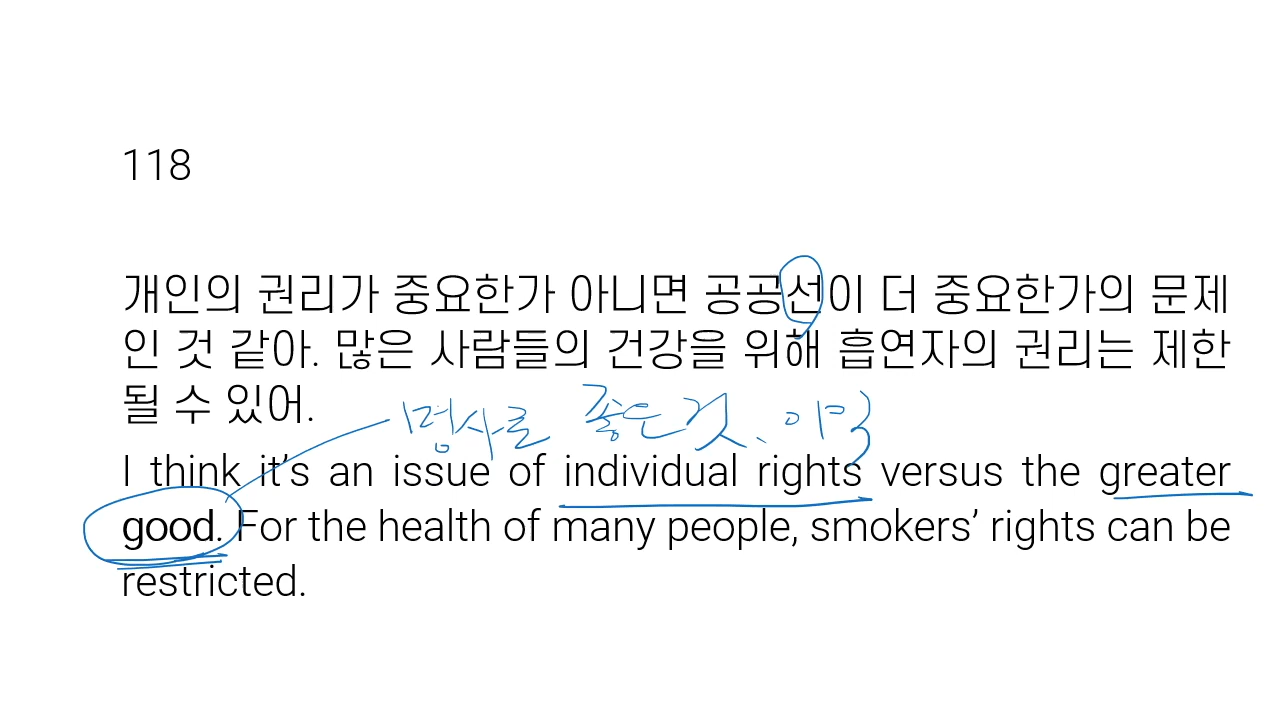 118
개인의 권리가 중요한가 아니면 공공선이 더 중요한가의 문제
인 것 같아. 많은 사람들의 건강을 위해 흡연자의 권리는 제한
될 수 있어.
명사로 좋은 것、이익
I think it’s an issue of individual rights versus the greater
good. For the health of many people, smokers’ rights can be
restricted.